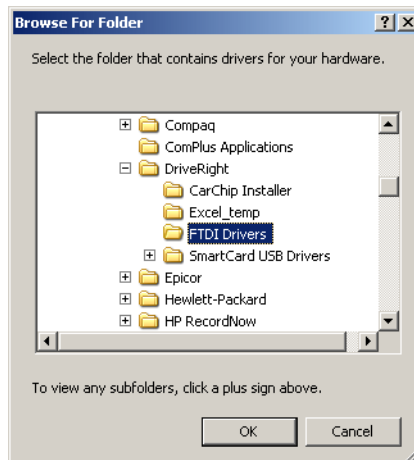 Browse For Folder
Select the folder that contains drivers for your hardware.
Compaq
ComPlus Applications
DriveRight
CarChip Installer
Excel_temp
FTDI Drivers
SmartCard USB Drivers
Epicor
Hewlett-Packard
HP RecordNow
To view any subfolders, click a plus sign above.
OK Cancel